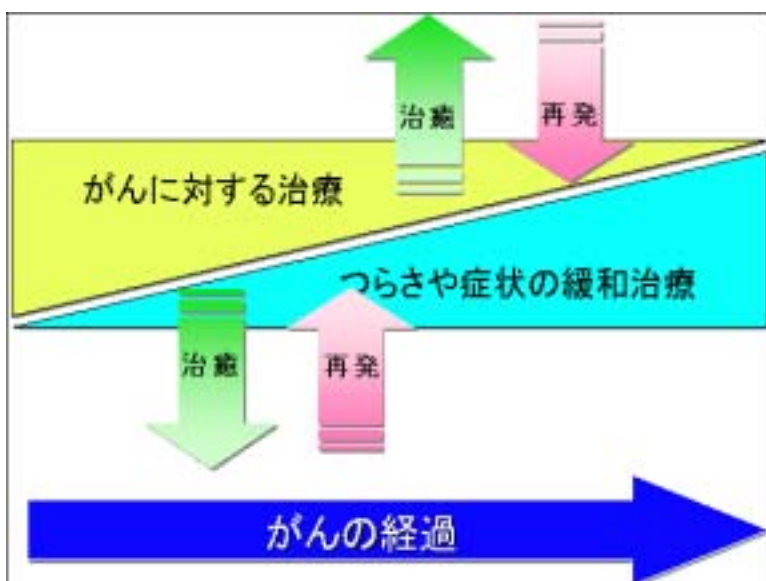 治癒
再発
がんに対する治療
つらさや症状の緩和治療
治癒
再発
がんの経過